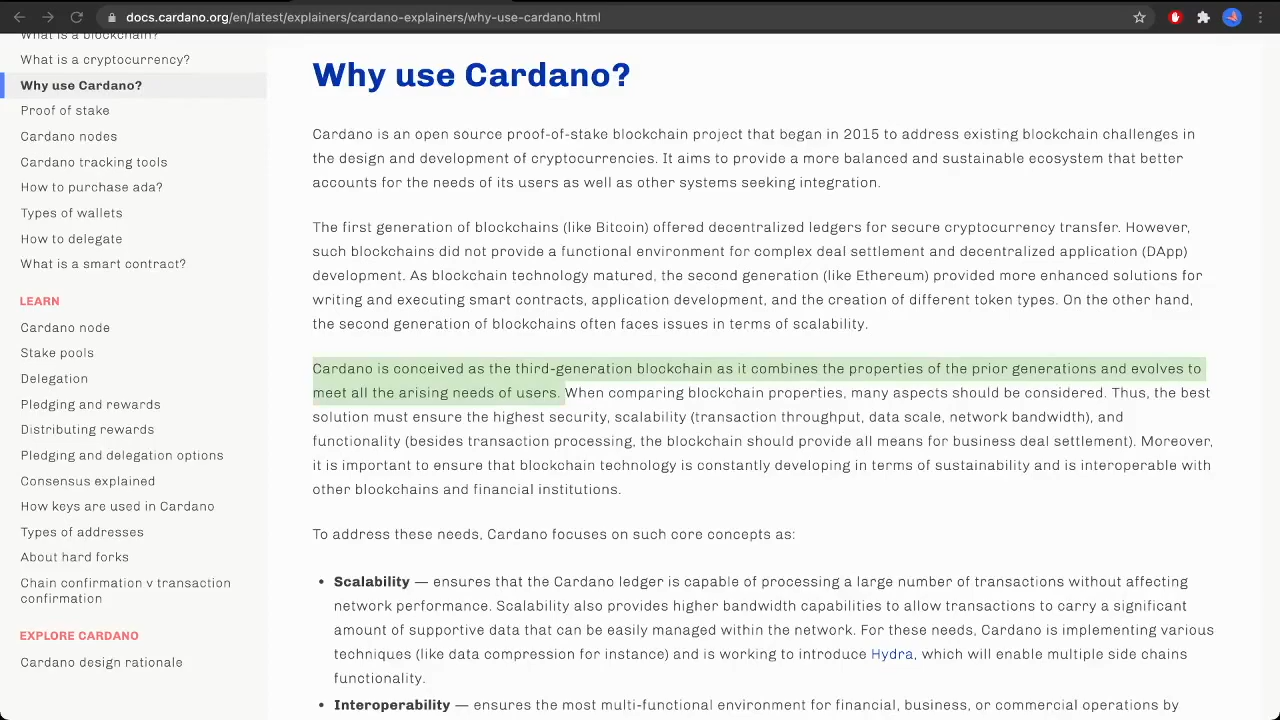 docs.cardano.org/en/latest/explainers/cardano-explainers/why-use-cardano.html
What is a blockchain?
What is a cryptocurrency?
Why use Cardano?
Proof of stake
Cardano nodes
Cardano tracking tools
How to purchase ada?
Types of wallets
How to delegate
What is a smart contract?
LEARN
Cardano node
Stake pools
Delegation
Pledging and rewards
Distributing rewards
Pledging and delegation options
Consensus explained
How keys are used in Cardano
Types of addresses
About hard forks
Chain confirmation v transaction
confirmation
EXPLORE CARDANO
Cardano design rationale
Why use Cardano?
Cardano is an open source proof-of-stake blockchain project that began in 2015 to address existing blockchain challenges in
the design and development of cryptocurrencies. It aims to provide a more balanced and sustainable ecosystem that better
accounts for the needs of its users as well as other systems seeking integration.
The first generation of blockchains (like Bitcoin) offered decentralized ledgers for secure cryptocurrency transfer. However,
such blockchains did not provide a functional environment for complex deal settlement and decentralized application (DApp)
development. As blockchain technology matured, the second generation (like Ethereum) provided more enhanced solutions for
writing and executing smart contracts, application development, and the creation of different token types. On the other hand,
the second generation of blockchains often faces issues in terms of scalability.
Cardano is conceived as the third-generation blockchain as it combines the properties of the prior generations and evolves to
meet all the arising needs of users. When comparing blockchain properties, many aspects should be considered. Thus, the best
solution must ensure the highest security, scalability (transaction throughput, data scale, network bandwidth), and
functionality (besides transaction processing, the blockchain should provide all means for business deal settlement). Moreover,
it is important to ensure that blockchain technology is constantly developing in terms of sustainability and is interoperable with
other blockchains and financial institutions.
To address these needs, Cardano focuses on such core concepts as:
• Scalability — ensures that the Cardano ledger is capable of processing a large number of transactions without affecting
network performance. Scalability also provides higher bandwidth capabilities to allow transactions to carry a significant
amount of supportive data that can be easily managed within the network. For these needs, Cardano is implementing various
techniques (like data compression for instance) and is working to introduce Hydra, which will enable multiple side chains
functionality.
• Interoperability — ensures the most multi-functional environment for financial, business, or commercial operations by